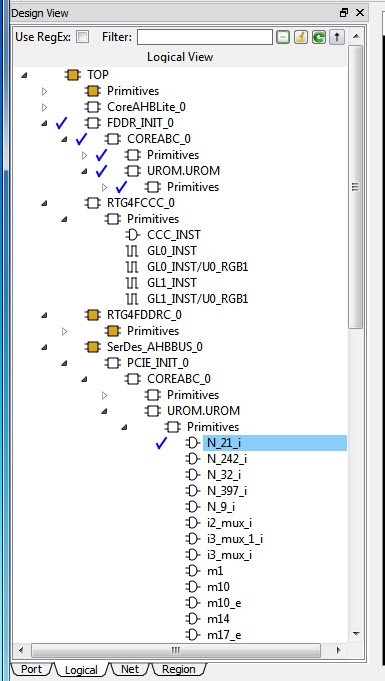 Design View
Use RegEx: Filter:
Logical View
TOP
Primitives
CoreAHBLite_0
FDDR_INIT_0
COREABC_0
Primitives
UROM.UROM
Primitives
RTG4FCCC_0
Primitives
CCC_INST
GL0_INST
GL0_INST/U0_RGB1
GL1_INST
GL1_INST/U0_RGB1
RTG4FDDRC_0
Primitives
SerDes_AHBBUS_0
PCIE_INIT_0
COREABC_0
Primitives
UROM.UROM
Primitives
N_21_i
N_242_i
N_32_i
N_397_i
N_9_i
i2_mux_i
i3_mux_1_i
i3_mux_i
m1
m10
m10_e
m14
m17_e
Port Logical Net Region